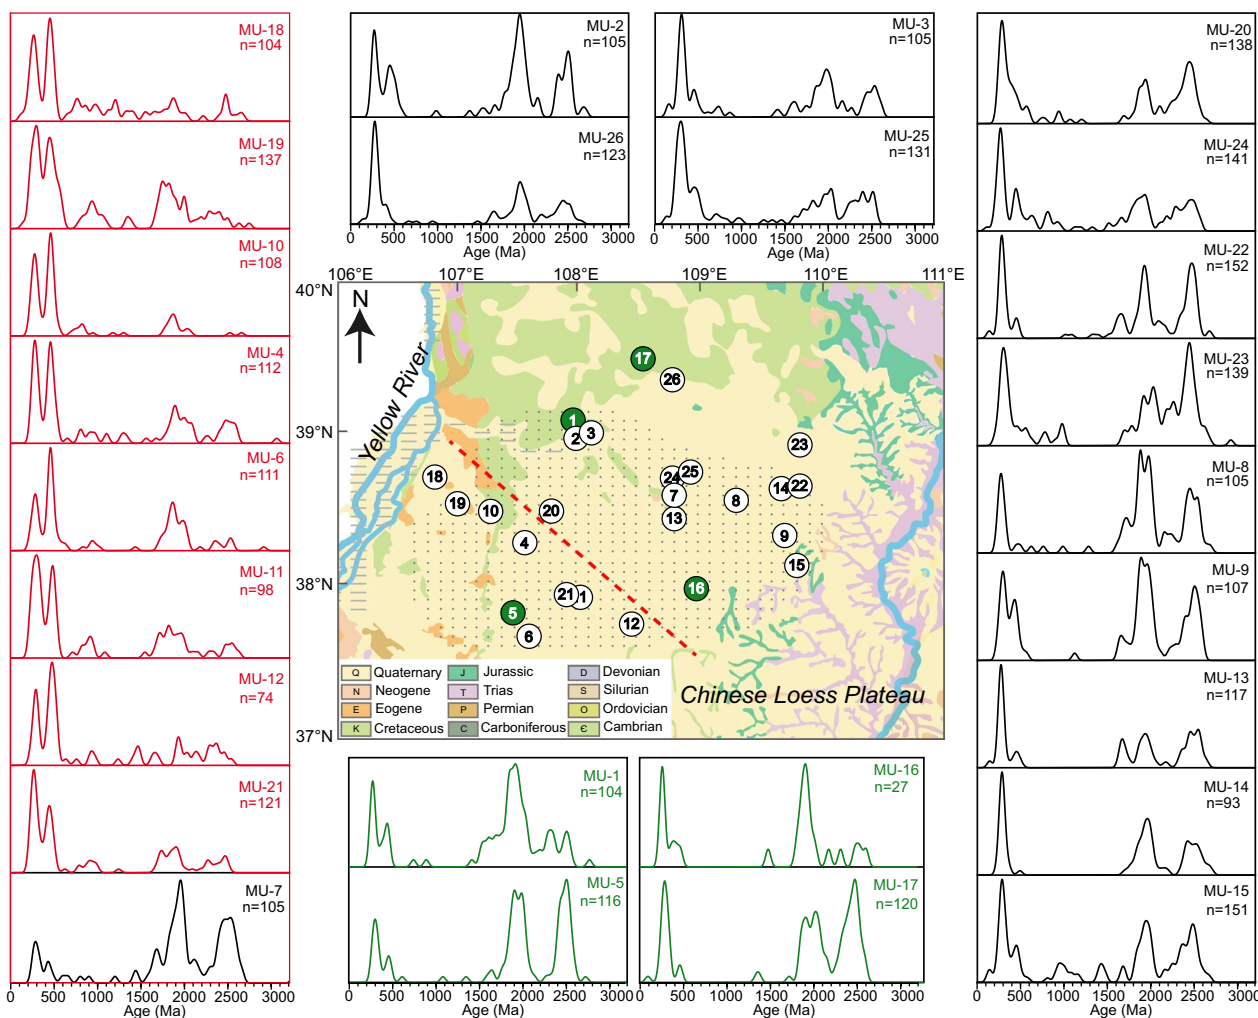 MU-18
n=104
MU-19
n=137
MU-10
n=108
MU-4
n=112
MU-6
n=111
MU-11
n=98
MU-12
n=74
MU-21
n=121
MU-7
n=105
0 500 1000 1500 2000 2500 3000
Age (Ma)
MU-2
n=105
MU-26
n=123
0 500 1000 1500 2000 2500 3000
Age (Ma)
MU-3
n=105
MU-25
n=131
0 500 1000 1500 2000 2500 3000
Age (Ma)
106°E 107°E 108°E 109°E 110°E 111°E
40°N
39°N
38°N
37°N
N
Yellow River
17
26
1
2
3
23
18
24
25
7
14
22
19
10
20
8
13
4
9
15
21
1
16
5
12
6
Chinese Loess Plateau
Q Quaternary
N Neogene
E Eogene
K Cretaceous
J Jurassic
T Trias
P Permian
C Carboniferous
D Devonian
S Silurian
O Ordovician
Є Cambrian
MU-1
n=104
MU-5
n=116
0 500 1000 1500 2000 2500 3000
Age (Ma)
MU-16
n=27
MU-17
n=120
0 500 1000 1500 2000 2500 3000
Age (Ma)
MU-20
n=138
MU-24
n=141
MU-22
n=152
MU-23
n=139
MU-8
n=105
MU-9
n=107
MU-13
n=117
MU-14
n=93
MU-15
n=151
0 500 1000 1500 2000 2500 3000
Age (Ma)